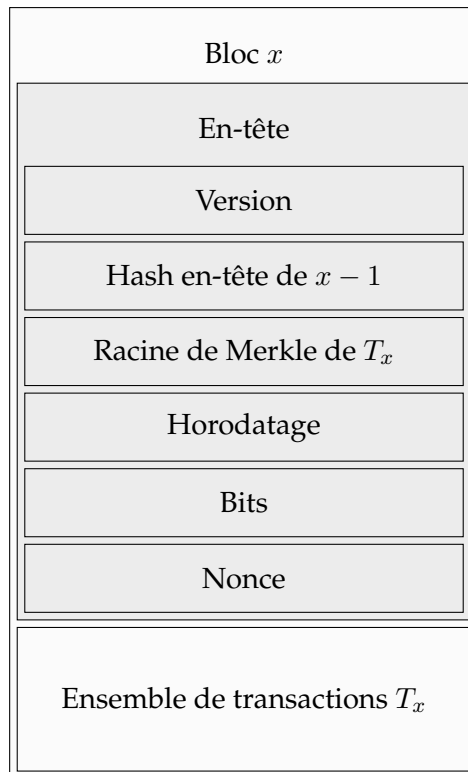 Bloc x
En-tête
Version
Hash en-tête de x − 1
Racine de Merkle de Tₓ
Horodatage
Bits
Nonce
Ensemble de transactions Tₓ